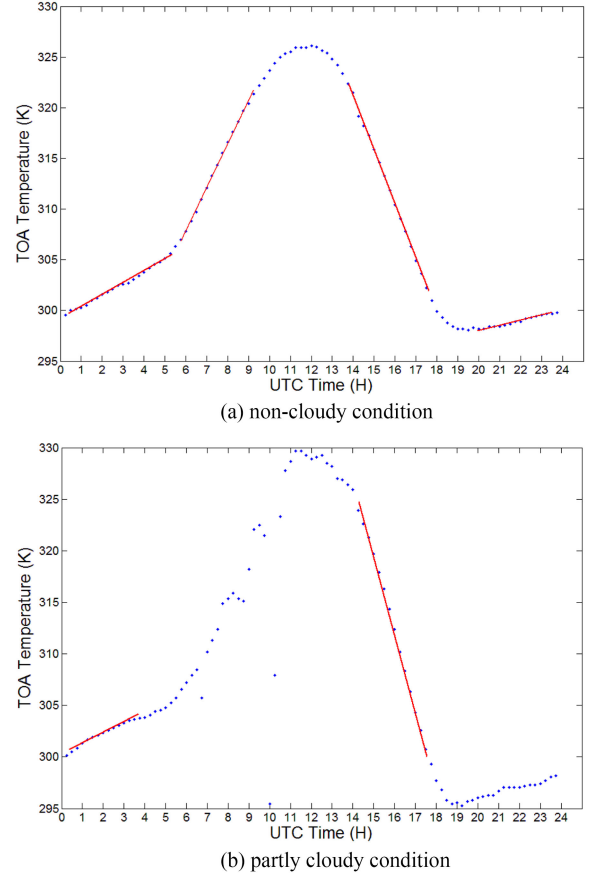 330
325
320
315
310
305
300
295
TOA Temperature (K)
0 1 2 3 4 5 6 7 8 9 10 11 12 13 14 15 16 17 18 19 20 21 22 23 24
UTC Time (H)
(a) non-cloudy condition
330
325
320
315
310
305
300
295
TOA Temperature (K)
0 1 2 3 4 5 6 7 8 9 10 11 12 13 14 15 16 17 18 19 20 21 22 23 24
UTC Time (H)
(b) partly cloudy condition